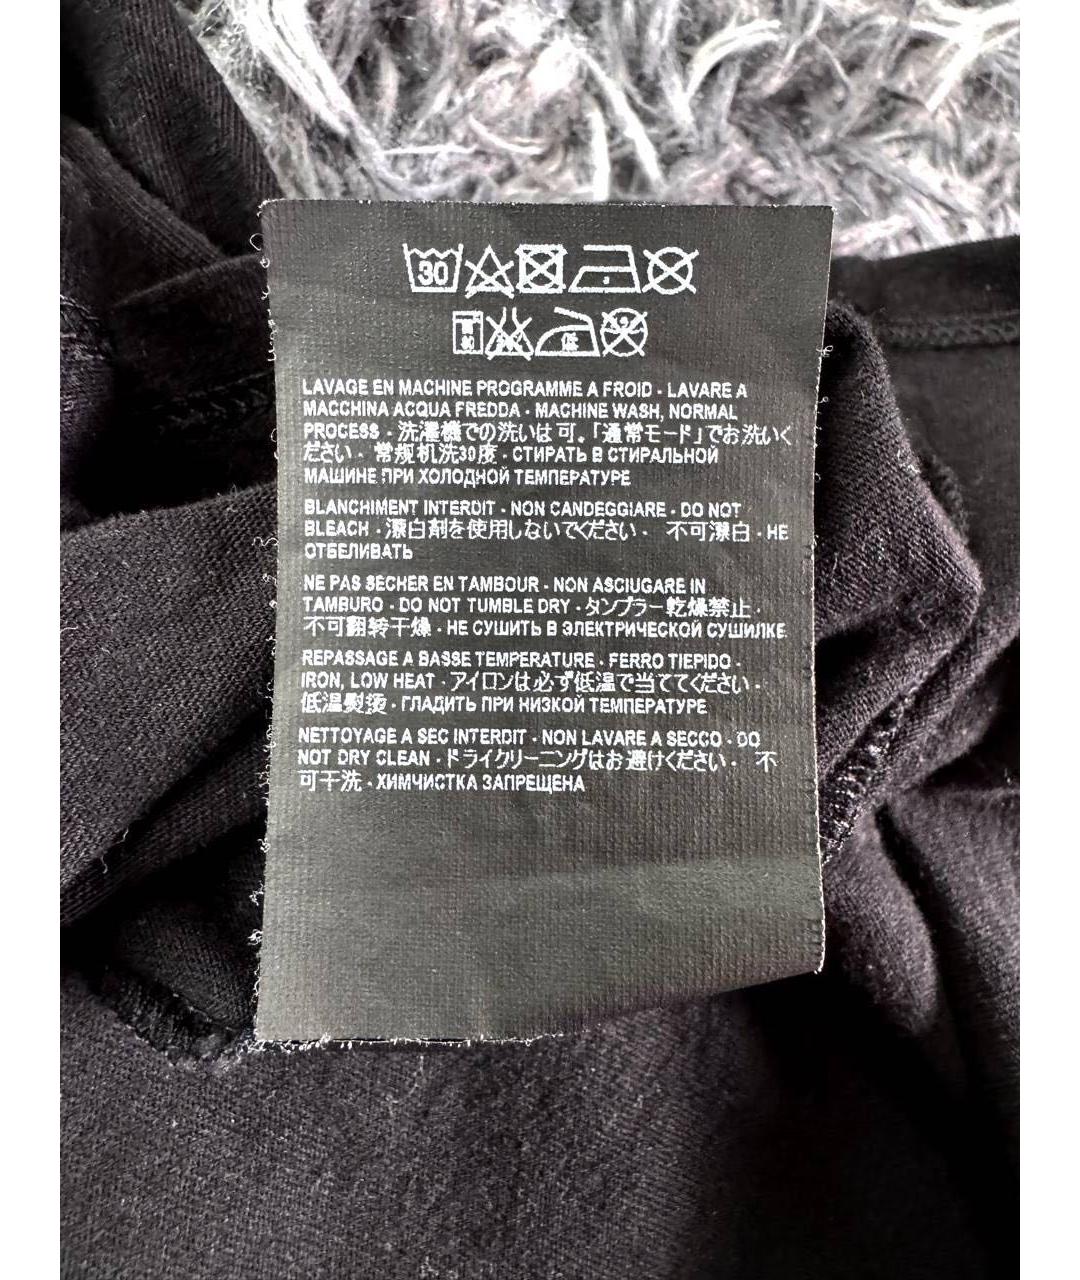 30
LAVAGE EN MACHINE PROGRAMME A FROID - LAVARE A
MACCHINA ACQUA FREDDA - MACHINE WASH, NORMAL
PROCESS - 洗濯機での洗いは可。「通常モード」でお洗いく
ださい - 常规机洗30度 - СТИРАТЬ В СТИРАЛЬНОЙ
МАШИНЕ ПРИ ХОЛОДНОЙ ТЕМПЕРАТУРЕ
BLANCHIMENT INTERDIT - NON CANDEGGIARE - DO NOT
BLEACH - 漂白剤を使用しないでください - 不可漂白 - НЕ
ОТБЕЛИВАТЬ
NE PAS SECHER EN TAMBOUR - NON ASCIUGARE IN
TAMBURO - DO NOT TUMBLE DRY - タンブラー乾燥禁止 -
不可翻转干燥 - НЕ СУШИТЬ В ЭЛЕКТРИЧЕСКОЙ СУШИЛКЕ
REPASSAGE A BASSE TEMPERATURE - FERRO TIEPIDO -
IRON, LOW HEAT - アイロンは必ず低温で当ててください -
低温熨烫 - ГЛАДИТЬ ПРИ НИЗКОЙ ТЕМПЕРАТУРЕ
NETTOYAGE A SEC INTERDIT - NON LAVARE A SECCO - DO
NOT DRY CLEAN - ドライクリーニングはお避けください - 不
可干洗 - ХИМЧИСТКА ЗАПРЕЩЕНА